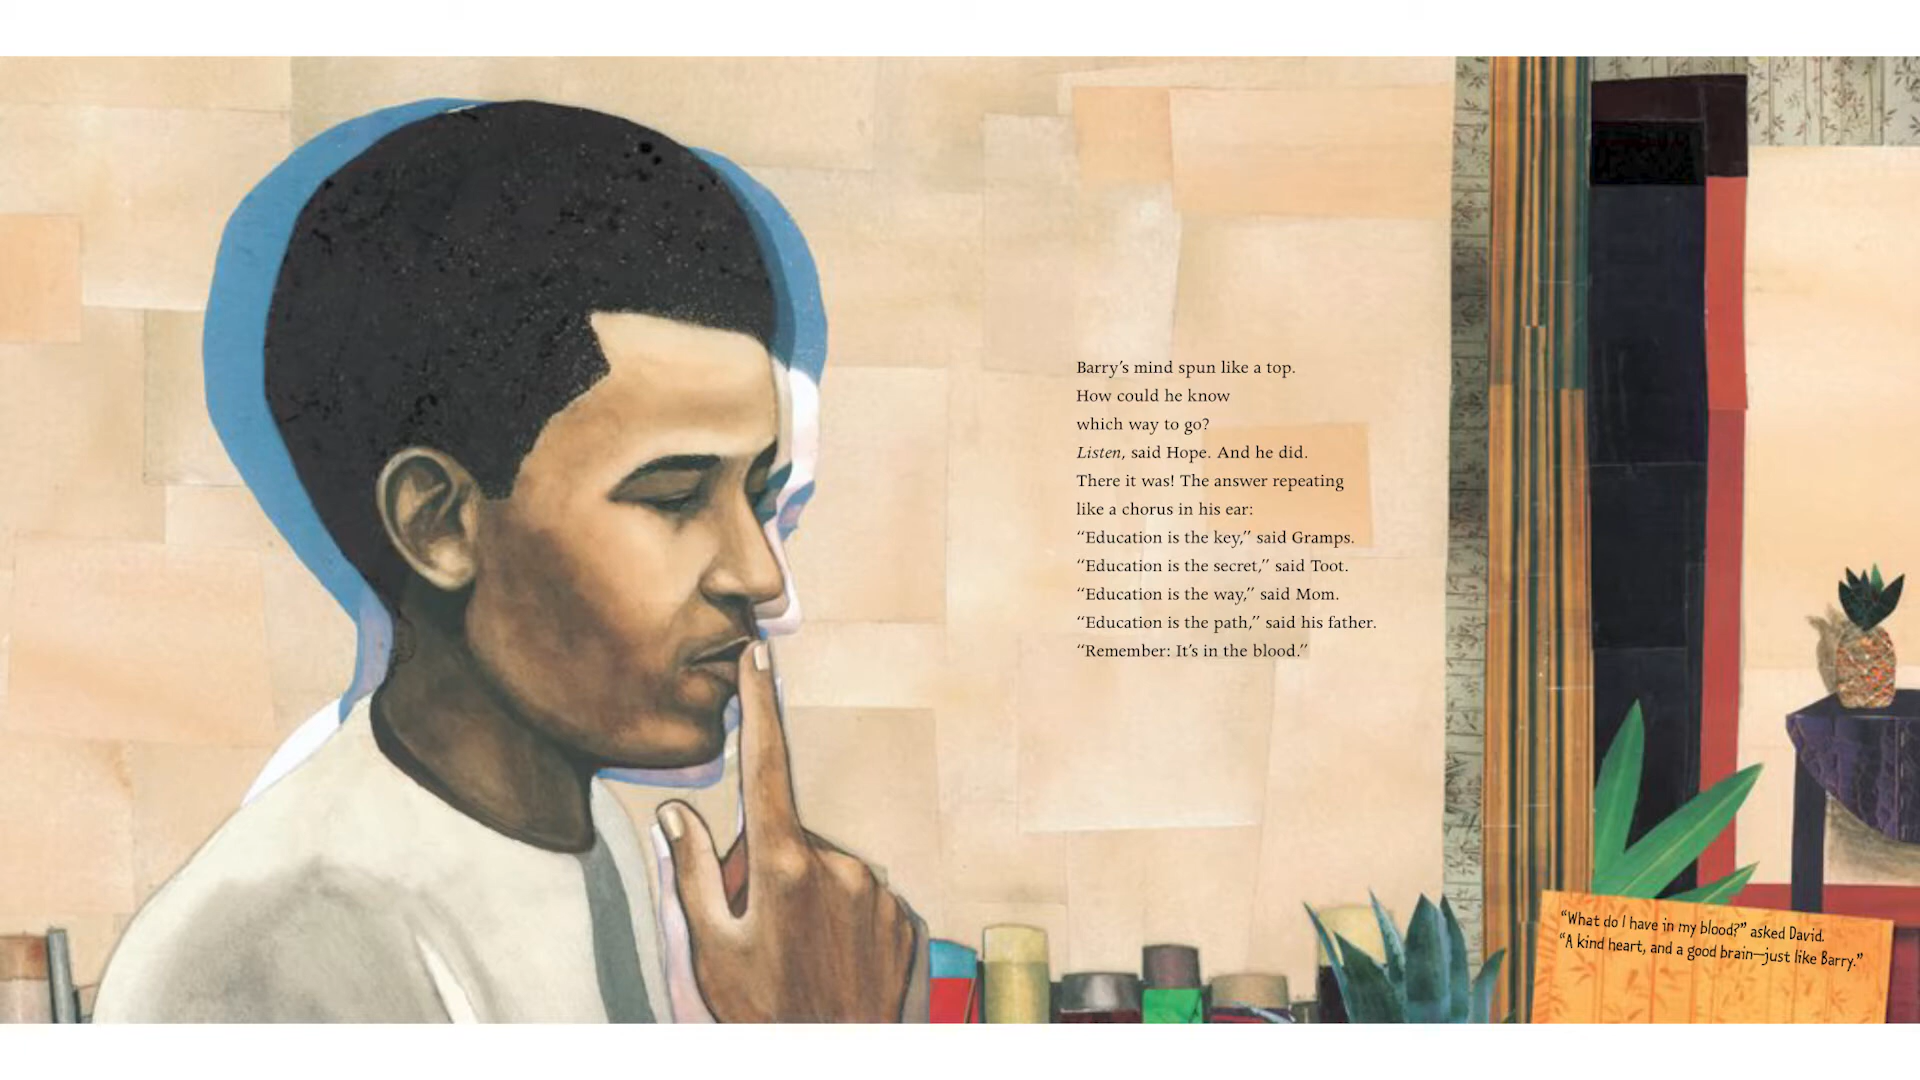 Barry’s mind spun like a top.
How could he know
which way to go?
Listen, said Hope. And he did.
There it was! The answer repeating
like a chorus in his ear:
“Education is the key,” said Gramps.
“Education is the secret,” said Toot.
“Education is the way,” said Mom.
“Education is the path,” said his father.
“Remember: It’s in the blood.”
“What do I have in my blood?” asked David.
“A kind heart, and a good brain—just like Barry.”